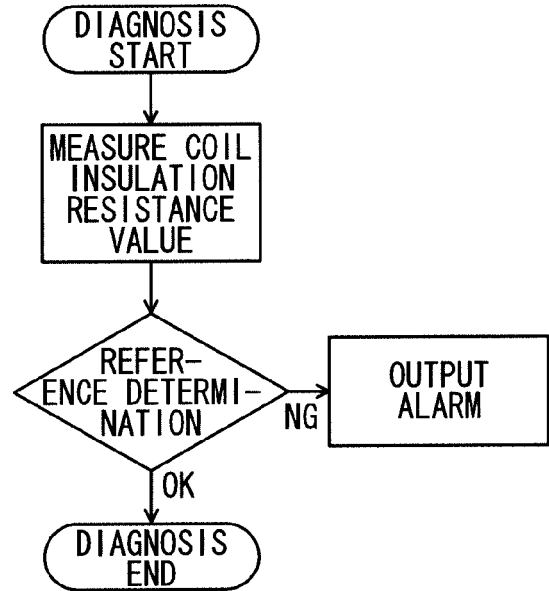 DIAGNOSIS
START
MEASURE COIL
INSULATION
RESISTANCE
VALUE
REFER-
ENCE DETERMI-
NATION
NG
OUTPUT
ALARM
OK
DIAGNOSIS
END